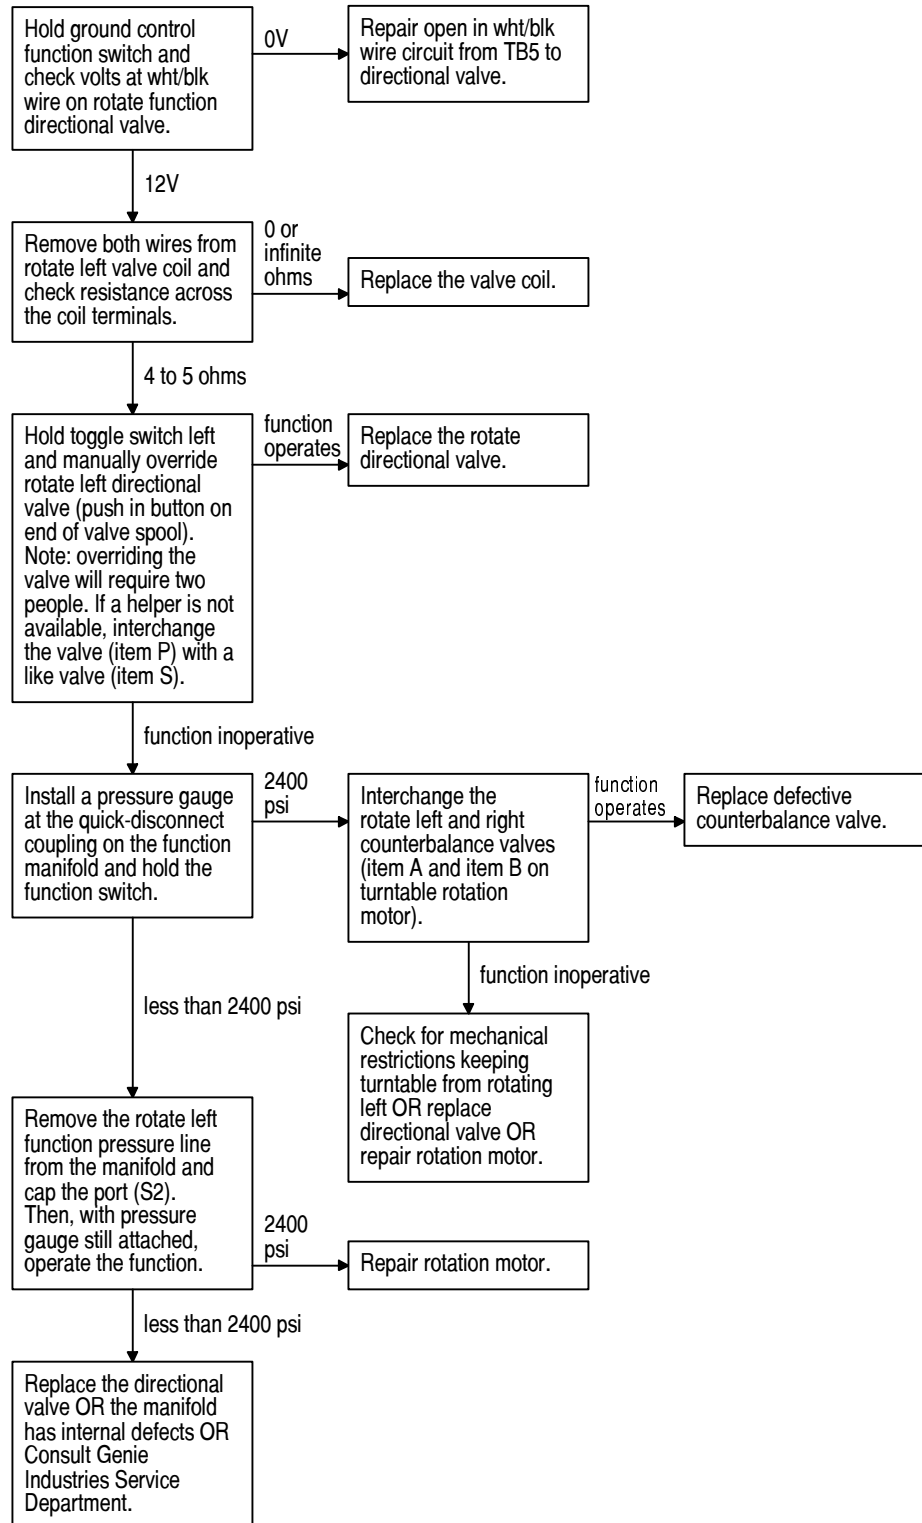 Hold ground control
function switch and
check volts at wht/blk
wire on rotate function
directional valve.
0V
Repair open in wht/blk
wire circuit from TB5 to
directional valve.
12V
Remove both wires from
rotate left valve coil and
check resistance across
the coil terminals.
0 or
infinite
ohms
Replace the valve coil.
4 to 5 ohms
Hold toggle switch left
and manually override
rotate left directional
valve (push in button on
end of valve spool).
Note: overriding the
valve will require two
people. If a helper is not
available, interchange
the valve (item P) with a
like valve (item S).
function
operates
Replace the rotate
directional valve.
function inoperative
Install a pressure gauge
at the quick-disconnect
coupling on the function
manifold and hold the
function switch.
2400
psi
Interchange the
rotate left and right
counterbalance valves
(item A and item B on
turntable rotation
motor).
function
operates
Replace defective
counterbalance valve.
function inoperative
Check for mechanical
restrictions keeping
turntable from rotating
left OR replace
directional valve OR
repair rotation motor.
less than 2400 psi
Remove the rotate left
function pressure line
from the manifold and
cap the port (S2).
Then, with pressure
gauge still attached,
operate the function.
2400
psi
Repair rotation motor.
less than 2400 psi
Replace the directional
valve OR the manifold
has internal defects OR
Consult Genie
Industries Service
Department.